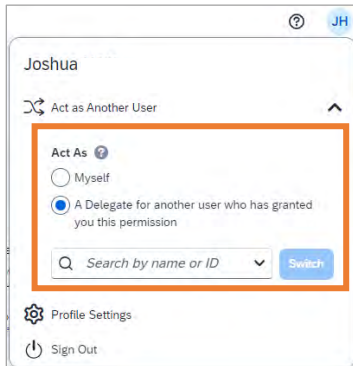 JH
Joshua
Act as Another User
Act As
Myself
A Delegate for another user who has granted
you this permission
Search by name or ID
Switch
Profile Settings
Sign Out